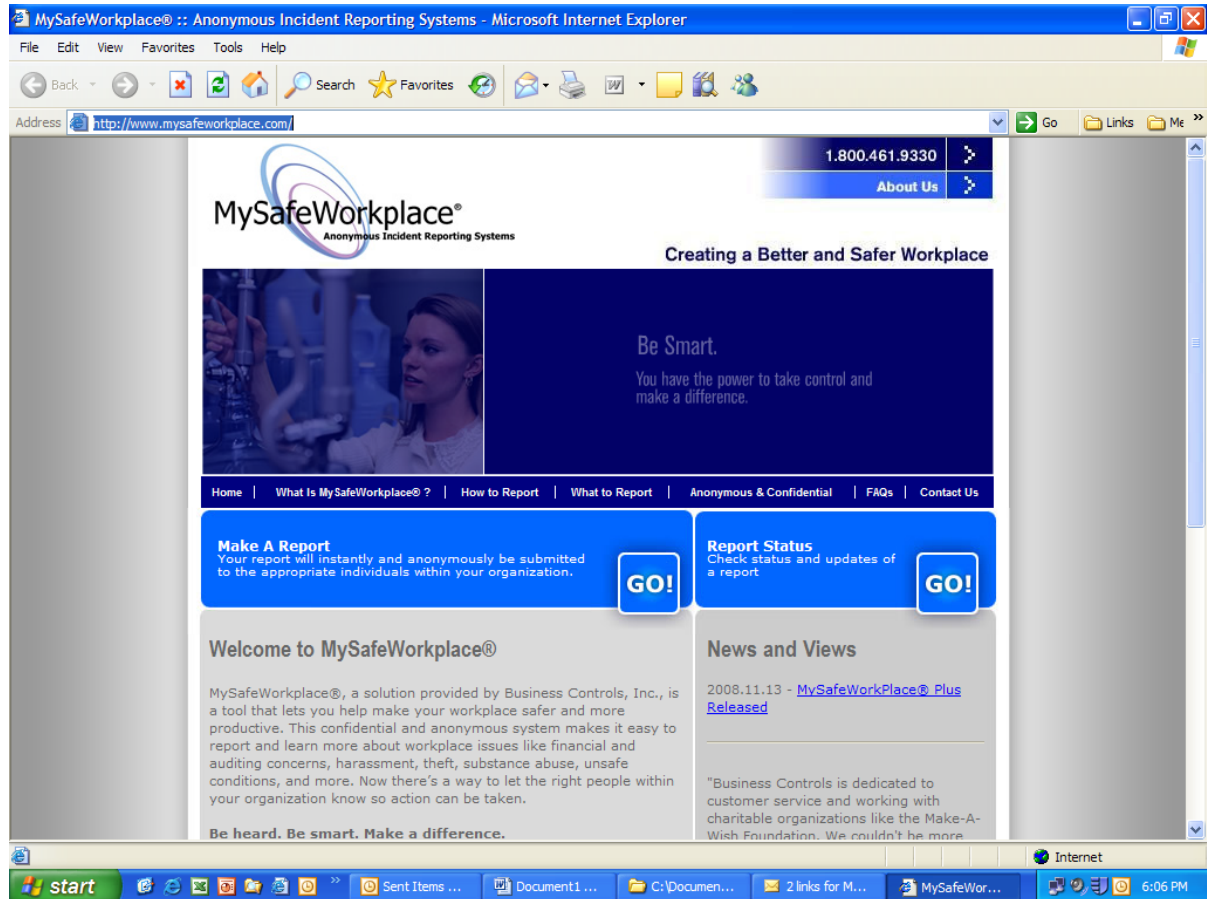 MySafeWorkplace® :: Anonymous Incident Reporting Systems - Microsoft Internet Explorer
File Edit View Favorites Tools Help
Back Search Favorites
Address http://www.mysafeworkplace.com/ Go Links Me »
1.800.461.9330
About Us
MySafeWorkplace®
Anonymous Incident Reporting Systems
Creating a Better and Safer Workplace
Be Smart.
You have the power to take control and
make a difference.
Home | What Is MySafeWorkplace® ? | How to Report | What to Report | Anonymous & Confidential | FAQs | Contact Us
Make A Report
Your report will instantly and anonymously be submitted
to the appropriate individuals within your organization.
GO!
Report Status
Check status and updates of
a report
GO!
Welcome to MySafeWorkplace®
MySafeWorkplace®, a solution provided by Business Controls, Inc., is
a tool that lets you help make your workplace safer and more
productive. This confidential and anonymous system makes it easy to
report and learn more about workplace issues like financial and
auditing concerns, harassment, theft, substance abuse, unsafe
conditions, and more. Now there's a way to let the right people within
your organization know so action can be taken.
Be heard. Be smart. Make a difference.
News and Views
2008.11.13 - MySafeWorkPlace® Plus
Released
"Business Controls is dedicated to
customer service and working with
charitable organizations like the Make-A-
Wish Foundation. We couldn't be more
Internet
start » Sent Items ... Document1 ... C:\Documen... 2 links for M... MySafeWor... 6:06 PM